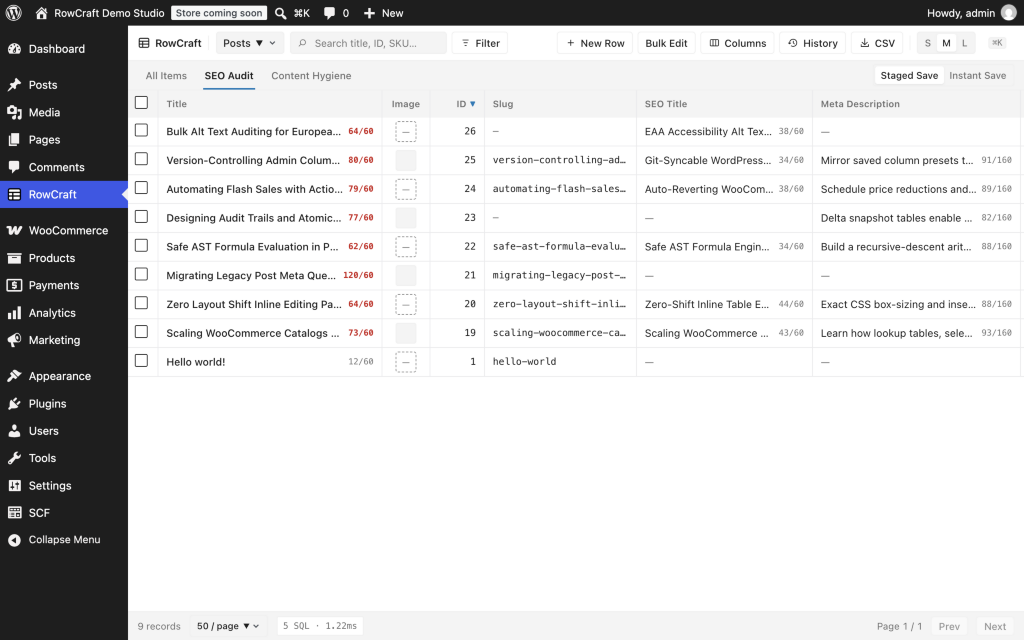 RowCraft Demo Studio Store coming soon ⌘K 0 New Howdy, admin
Dashboard
Posts
Media
Pages
Comments
RowCraft
WooCommerce
Products
Payments
Analytics
Marketing
Appearance
Plugins
Users
Tools
Settings
SCF
Collapse Menu
RowCraft Posts ▼ Search title, ID, SKU... Filter + New Row Bulk Edit Columns History CSV S M L ⌘K
All Items SEO Audit Content Hygiene Staged Save Instant Save
Title Image ID ▼ Slug SEO Title Meta Description
Bulk Alt Text Auditing for Europea... 64/60 — 26 — EAA Accessibility Alt Tex... 38/60 —
Version-Controlling Admin Colum... 80/60 25 version-controlling-ad… Git-Syncable WordPress... 34/60 Mirror saved column presets t... 91/160
Automating Flash Sales with Actio... 79/60 — 24 automating-flash-sales… Auto-Reverting WooCom... 38/60 Schedule price reductions and... 89/160
Designing Audit Trails and Atomic... 77/60 23 — — Delta snapshot tables enable ... 82/160
Safe AST Formula Evaluation in P... 62/60 — 22 safe-ast-formula-evalu… Safe AST Formula Engin... 34/60 Build a recursive-descent arit... 88/160
Migrating Legacy Post Meta Que... 120/60 21 migrating-legacy-post-… — —
Zero Layout Shift Inline Editing Pa... 64/60 — 20 zero-layout-shift-inli… Zero-Shift Inline Table E... 44/60 Exact CSS box-sizing and inse... 88/160
Scaling WooCommerce Catalogs ... 73/60 19 scaling-woocommerce-ca… Scaling WooCommerce ... 43/60 Learn how lookup tables, sele... 93/160
Hello world! 12/60 — 1 hello-world — —
9 records 50 / page ▼ 5 SQL · 1.22ms Page 1 / 1 Prev Next